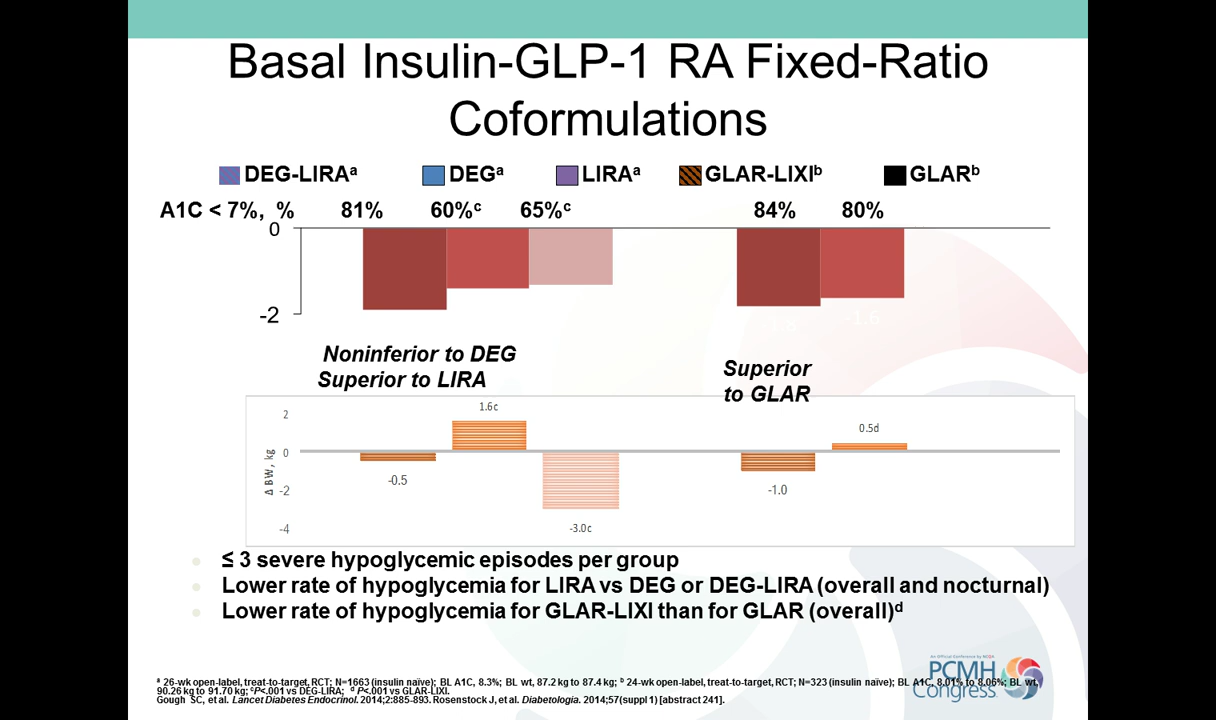 Basal Insulin-GLP-1 RA Fixed-Ratio
Coformulations
DEG-LIRAᵃ DEGᵃ LIRAᵃ GLAR-LIXIᵇ GLARᵇ
A1C < 7%, % 81% 60%ᶜ 65%ᶜ 84% 80%
0
-2
-1.6
Noninferior to DEG
Superior to LIRA
Superior
to GLAR
2
0
-2
-4
Δ BW, kg
1.6c
-0.5
-3.0c
0.5d
-1.0
≤ 3 severe hypoglycemic episodes per group
Lower rate of hypoglycemia for LIRA vs DEG or DEG-LIRA (overall and nocturnal)
Lower rate of hypoglycemia for GLAR-LIXI than for GLAR (overall)ᵈ
An Official Conference by NCQA
PCMH
Congress
ᵃ 26-wk open-label, treat-to-target, RCT; N=1663 (insulin naïve); BL A1C, 8.3%; BL wt, 87.2 kg to 87.4 kg; ᵇ 24-wk open-label, treat-to-target, RCT; N=323 (insulin naïve); BL A1C, 8.01% to 8.06%; BL wt,
90.26 kg to 91.70 kg; ᶜP<.001 vs DEG-LIRA; ᵈ P<.001 vs GLAR-LIXI.
Gough SC, et al. Lancet Diabetes Endocrinol. 2014;2:885-893. Rosenstock J, et al. Diabetologia. 2014;57(suppl 1) [abstract 241].